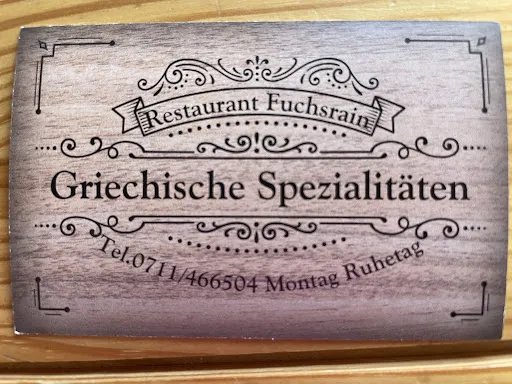 Restaurant Fuchsrain
Griechische Spezialitäten
Tel.0711/466504 Montag Ruhetag